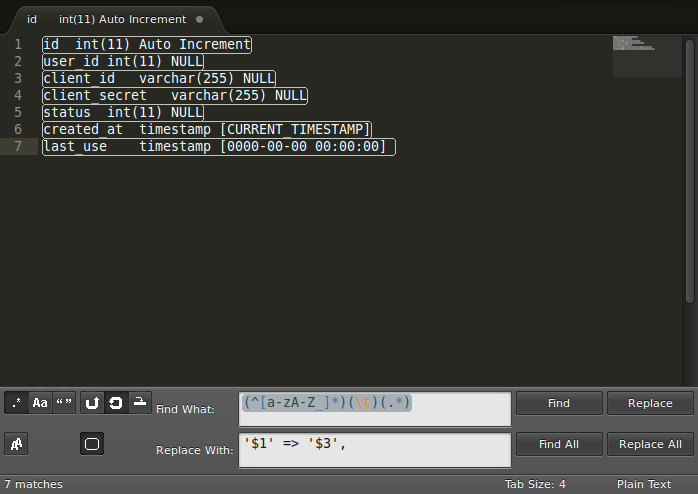 id int(11) Auto Increment
1 id int(11) Auto Increment
2 user_id int(11) NULL
3 client_id varchar(255) NULL
4 client_secret varchar(255) NULL
5 status int(11) NULL
6 created_at timestamp [CURRENT_TIMESTAMP]
7 last_use timestamp [0000-00-00 00:00:00]
.* Aa “” Find What: (^[a-zA-Z_]*)(\t)(.*) Find Replace
AA Replace With: '$1' => '$3', Find All Replace All
7 matches Tab Size: 4 Plain Text